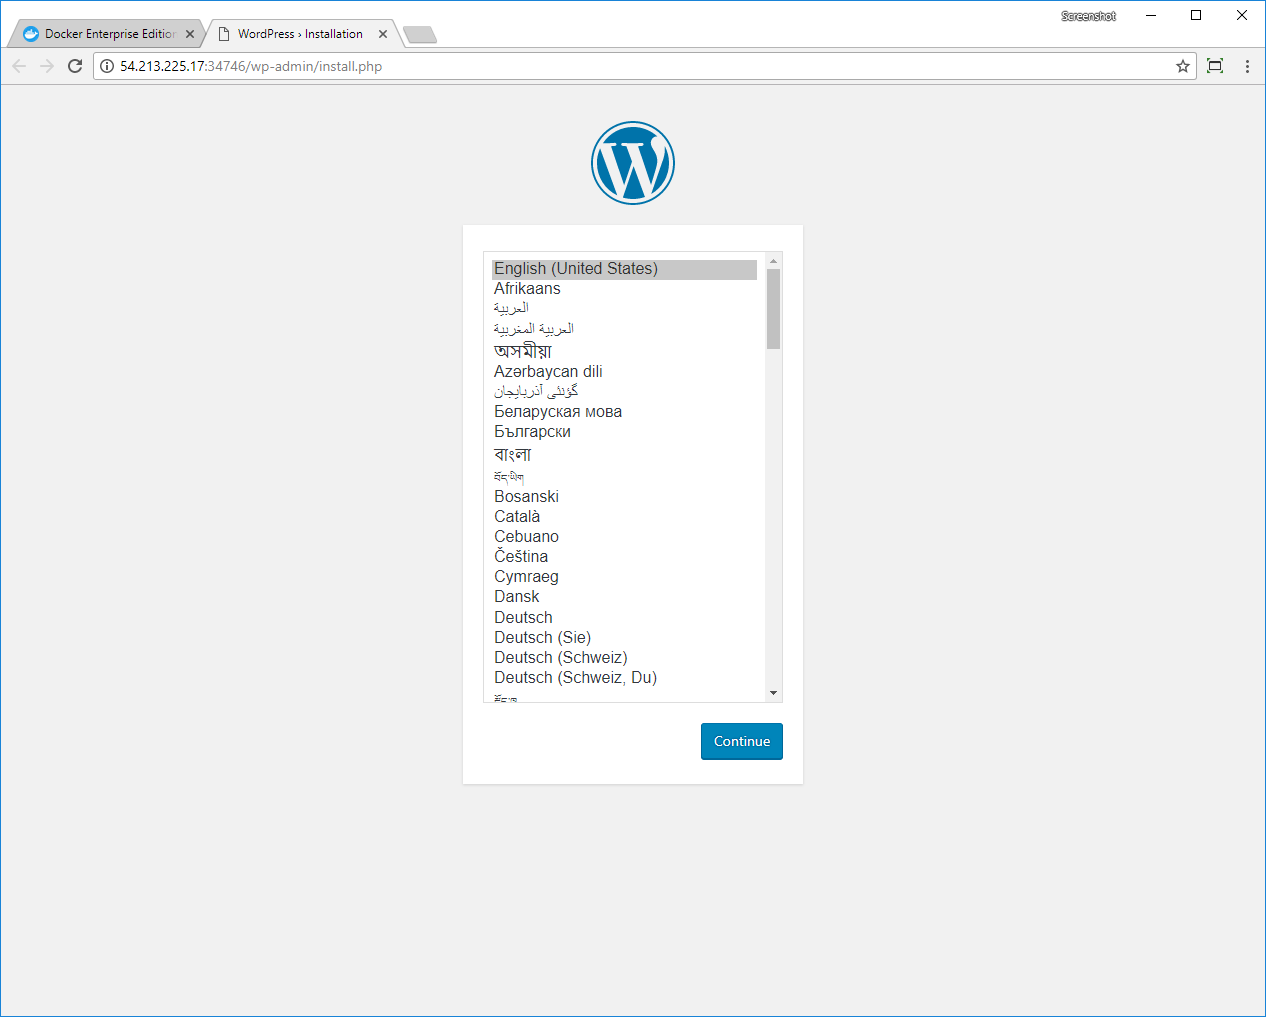 Screenshot
Docker Enterprise Edition
WordPress › Installation
54.213.225.17:34746/wp-admin/install.php
English (United States)
Afrikaans
العربية
العربية المغربية
অসমীয়া
Azərbaycan dili
گؤنئی آذربایجان
Беларуская мова
Български
বাংলা
བོད་ཡིག
Bosanski
Català
Cebuano
Čeština
Cymraeg
Dansk
Deutsch
Deutsch (Sie)
Deutsch (Schweiz)
Deutsch (Schweiz, Du)
Continue